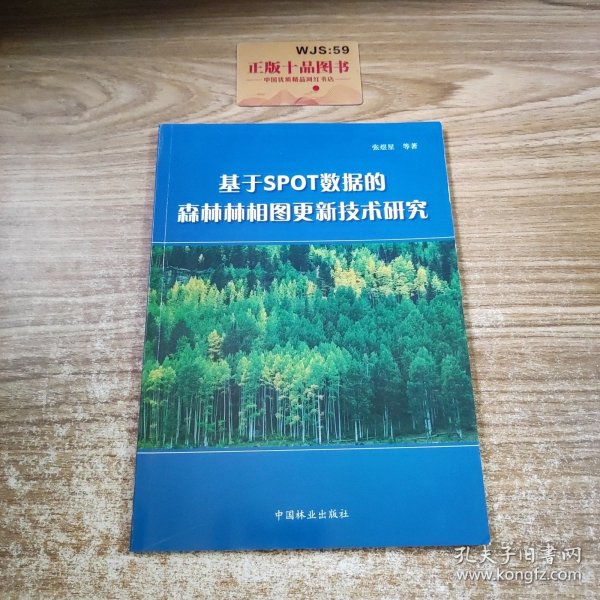 WJS:59
正版十品图书
中国优质精品网红书店
张煜星 等著
基于SPOT数据的
森林林相图更新技术研究
中国林业出版社
孔夫子旧书网
www.kongfz.com